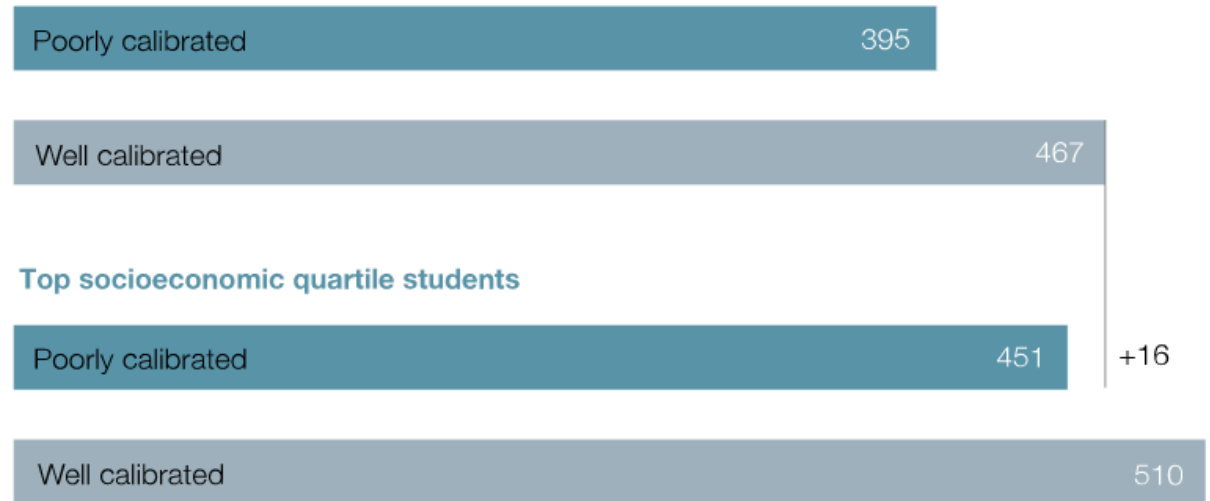 Poorly calibrated 395
Well calibrated 467
Top socioeconomic quartile students
Poorly calibrated 451 +16
Well calibrated 510